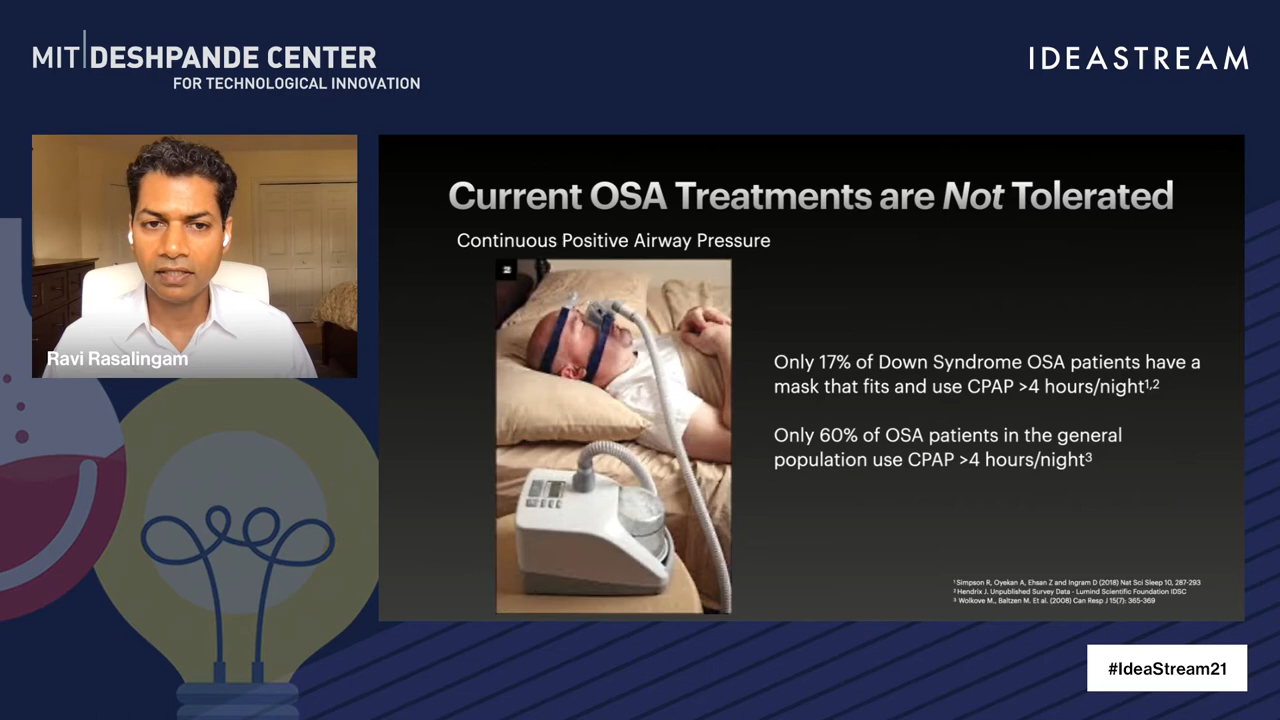 MIT DESHPANDE CENTER
FOR TECHNOLOGICAL INNOVATION
IDEASTREAM
Ravi Rasalingam
Current OSA Treatments are Not Tolerated
Continuous Positive Airway Pressure
2
Only 17% of Down Syndrome OSA patients have a
mask that fits and use CPAP >4 hours/night1,2
Only 60% of OSA patients in the general
population use CPAP >4 hours/night3
1 Simpson R, Oyekan A, Ehsan Z and Ingram D (2018) Nat Sci Sleep 10, 287-293
2 Hendrix J. Unpublished Survey Data - Lumind Scientific Foundation IDSC
3 Wolkove M., Baltzen M. Et al. (2008) Can Resp J 15(7): 365-369
#IdeaStream21